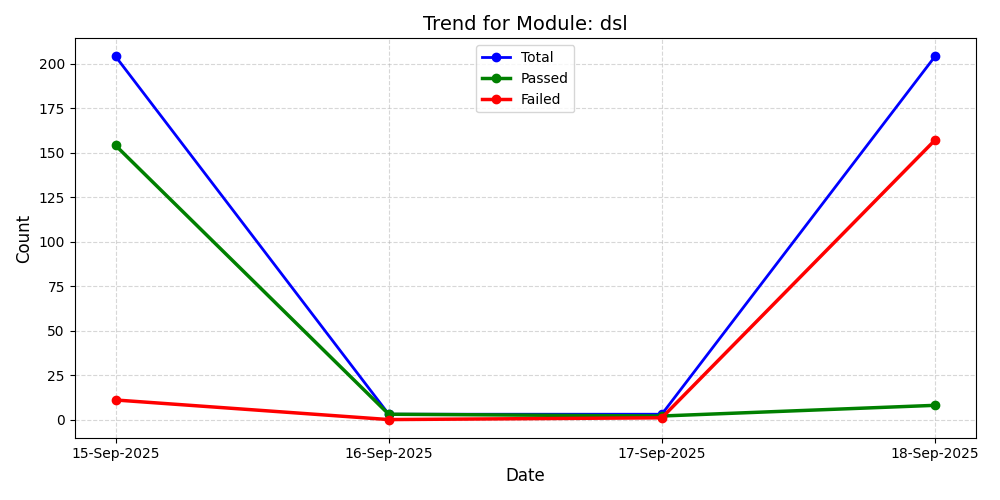 Trend for Module: dsl
Total
Passed
Failed
200
175
150
125
100
75
50
25
0
Count
15-Sep-2025
16-Sep-2025
17-Sep-2025
18-Sep-2025
Date